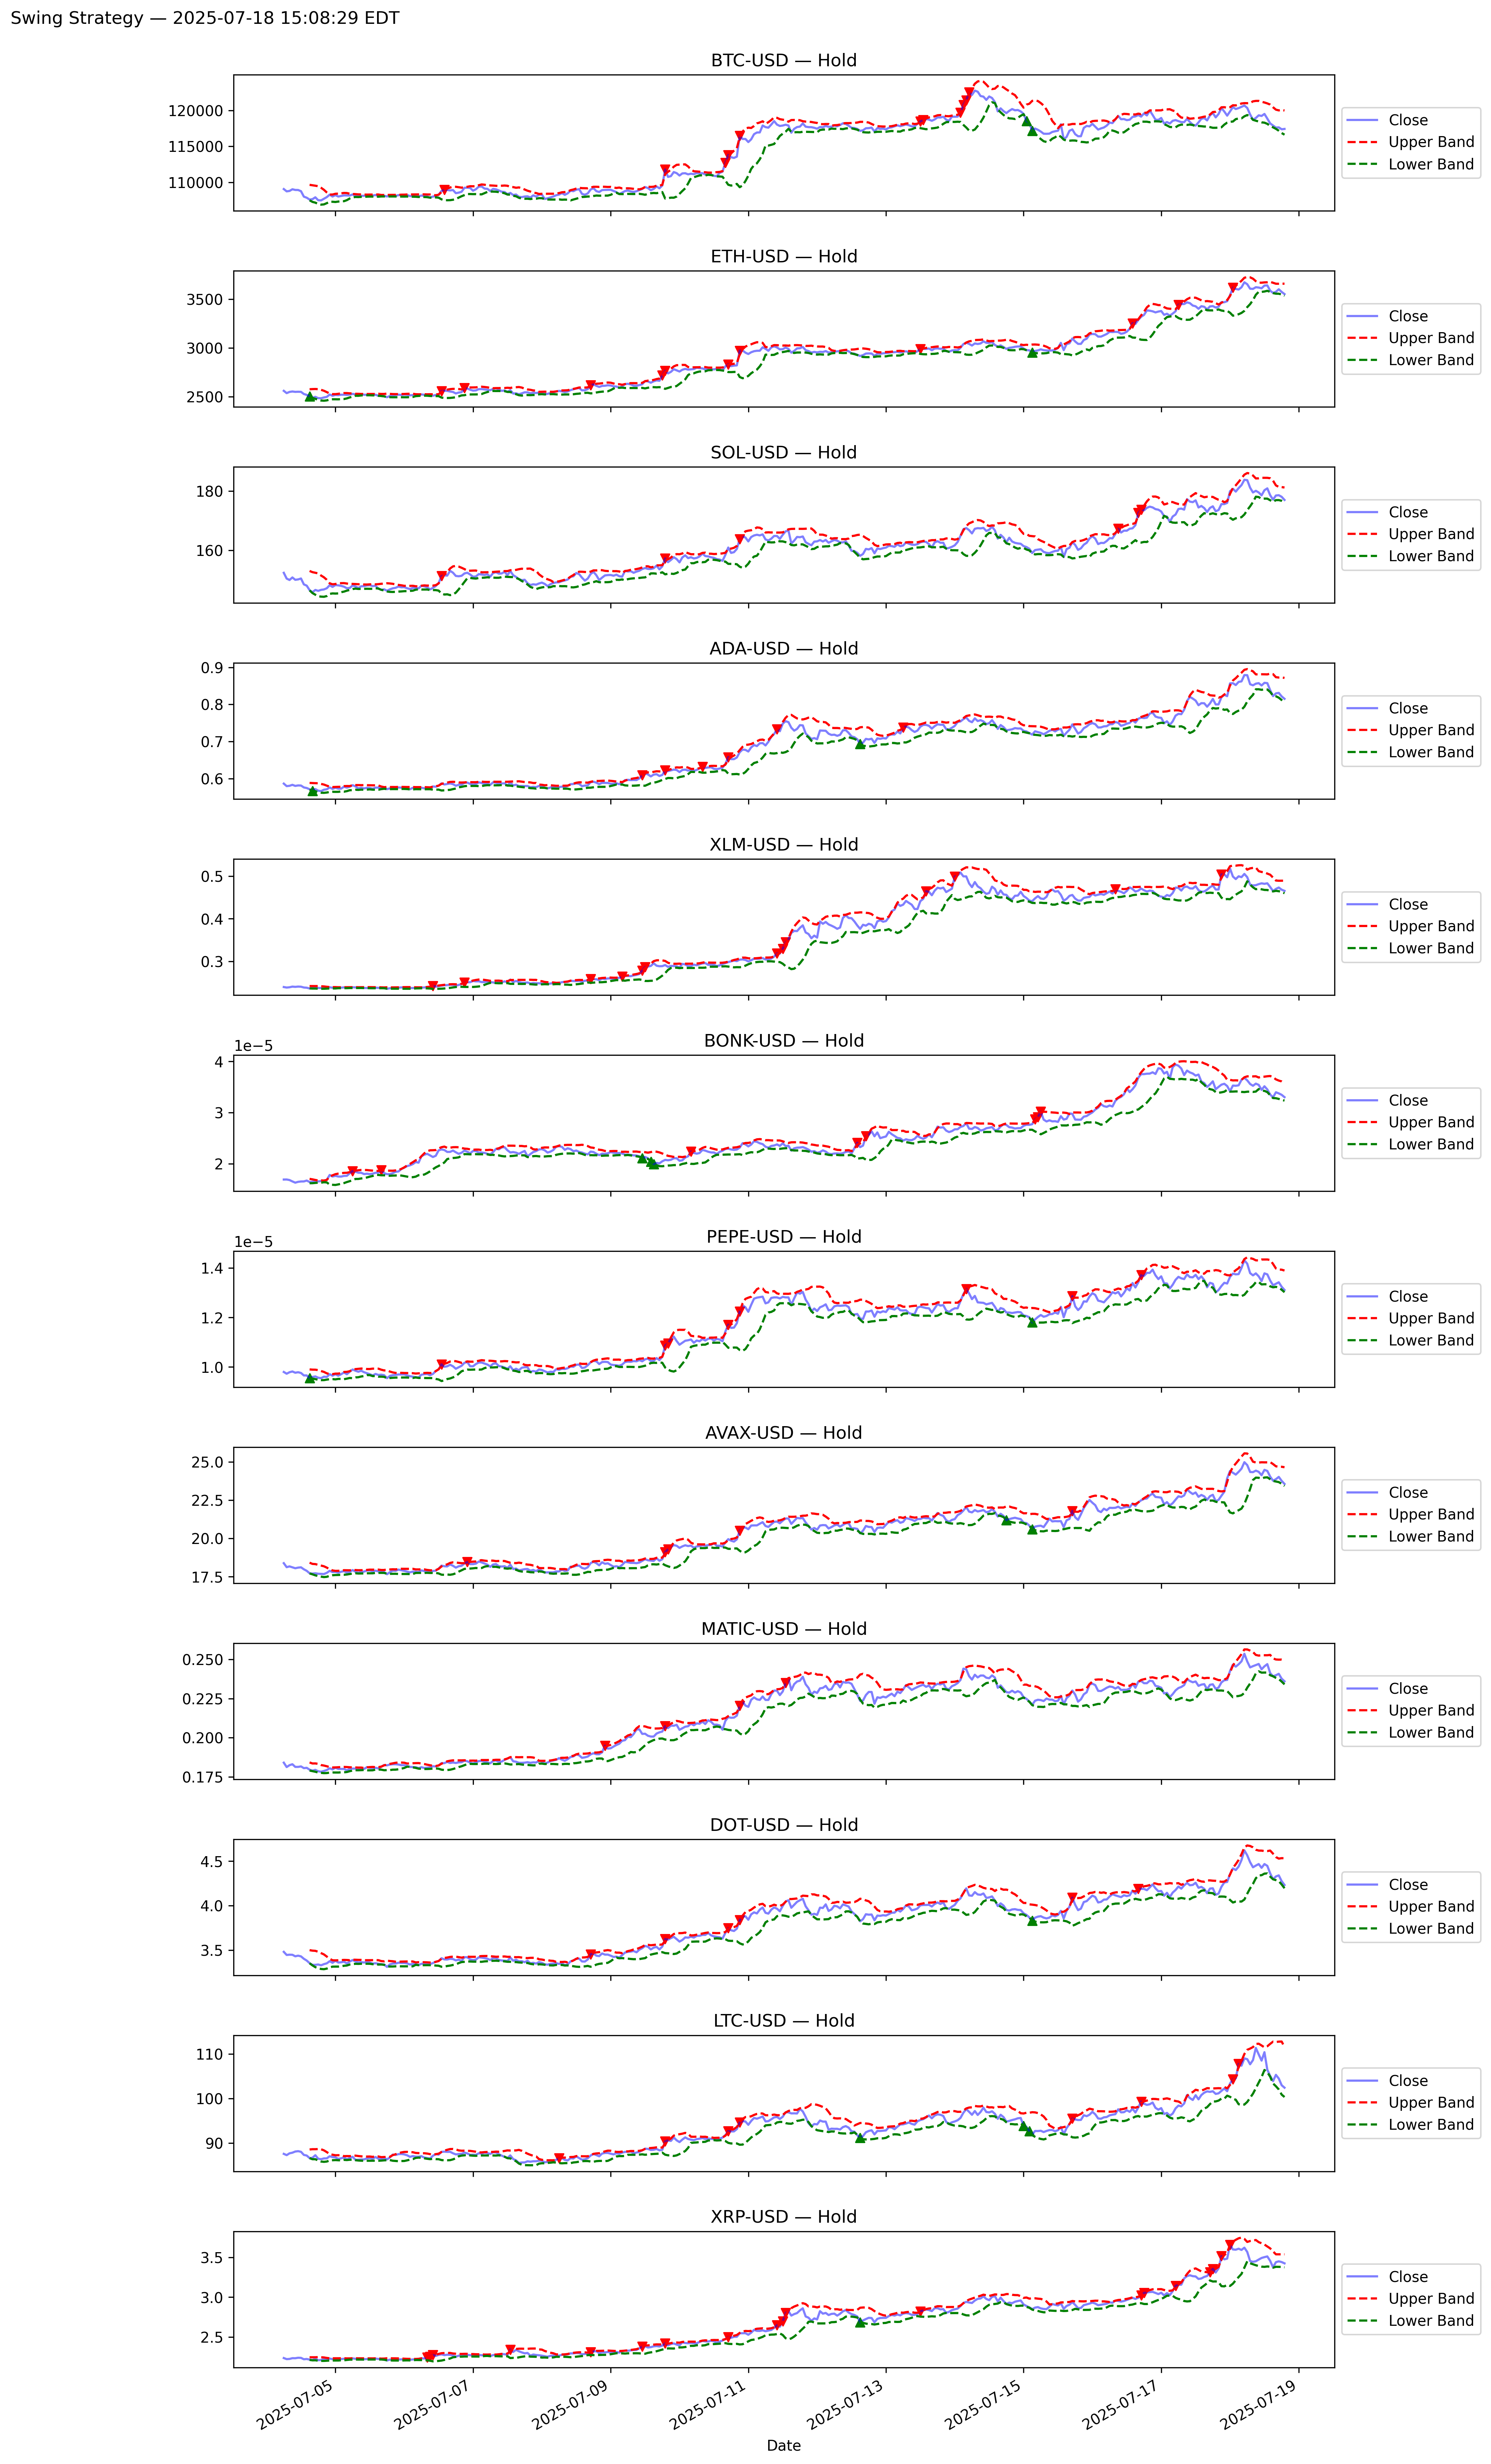 Swing Strategy — 2025-07-18 15:08:29 EDT
BTC-USD — Hold
120000
115000
110000
Close
Upper Band
Lower Band
ETH-USD — Hold
3500
3000
2500
Close
Upper Band
Lower Band
SOL-USD — Hold
180
160
Close
Upper Band
Lower Band
ADA-USD — Hold
0.9
0.8
0.7
0.6
Close
Upper Band
Lower Band
XLM-USD — Hold
0.5
0.4
0.3
Close
Upper Band
Lower Band
BONK-USD — Hold
1e−5
4
3
2
Close
Upper Band
Lower Band
PEPE-USD — Hold
1e−5
1.4
1.2
1.0
Close
Upper Band
Lower Band
AVAX-USD — Hold
25.0
22.5
20.0
17.5
Close
Upper Band
Lower Band
MATIC-USD — Hold
0.250
0.225
0.200
0.175
Close
Upper Band
Lower Band
DOT-USD — Hold
4.5
4.0
3.5
Close
Upper Band
Lower Band
LTC-USD — Hold
110
100
90
Close
Upper Band
Lower Band
XRP-USD — Hold
3.5
3.0
2.5
Close
Upper Band
Lower Band
2025-07-05
2025-07-07
2025-07-09
2025-07-11
2025-07-13
2025-07-15
2025-07-17
2025-07-19
Date